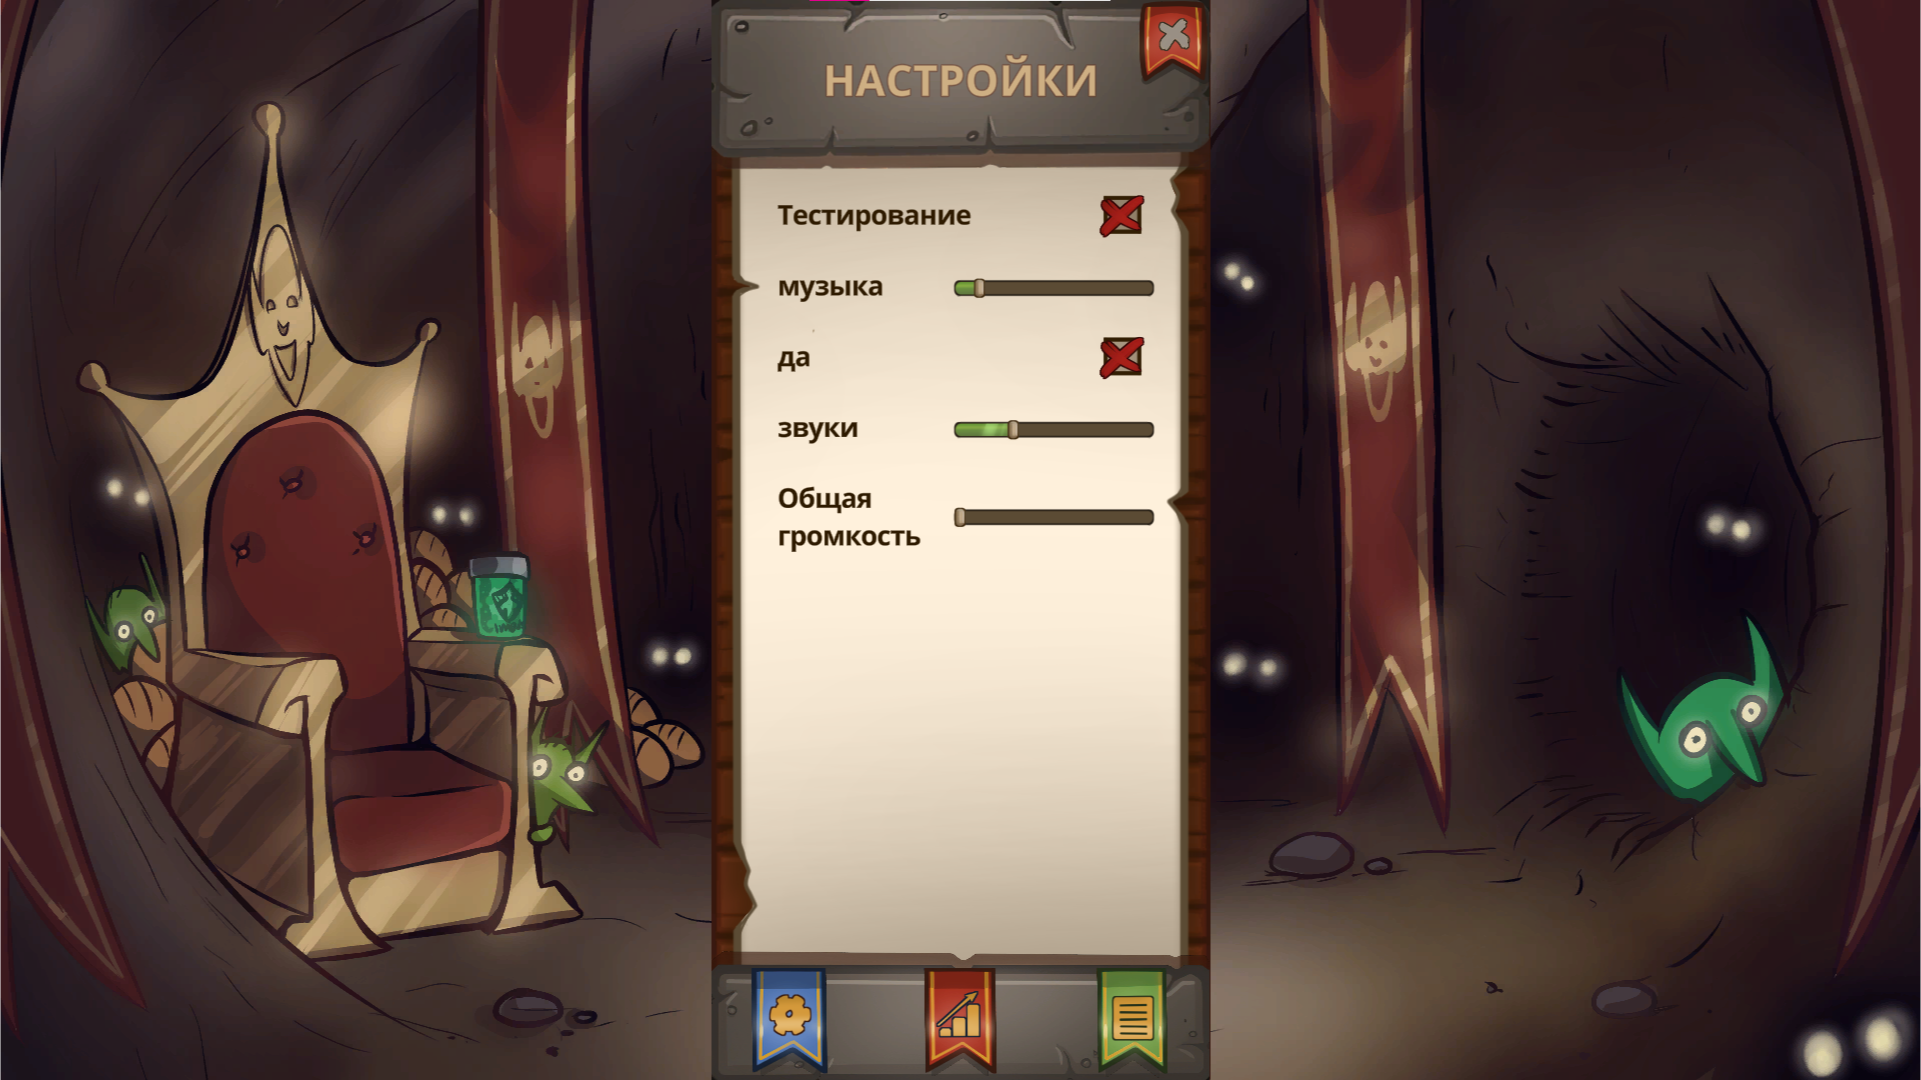 НАСТРОЙКИ
Тестирование
музыка
да
звуки
Общая
громкость